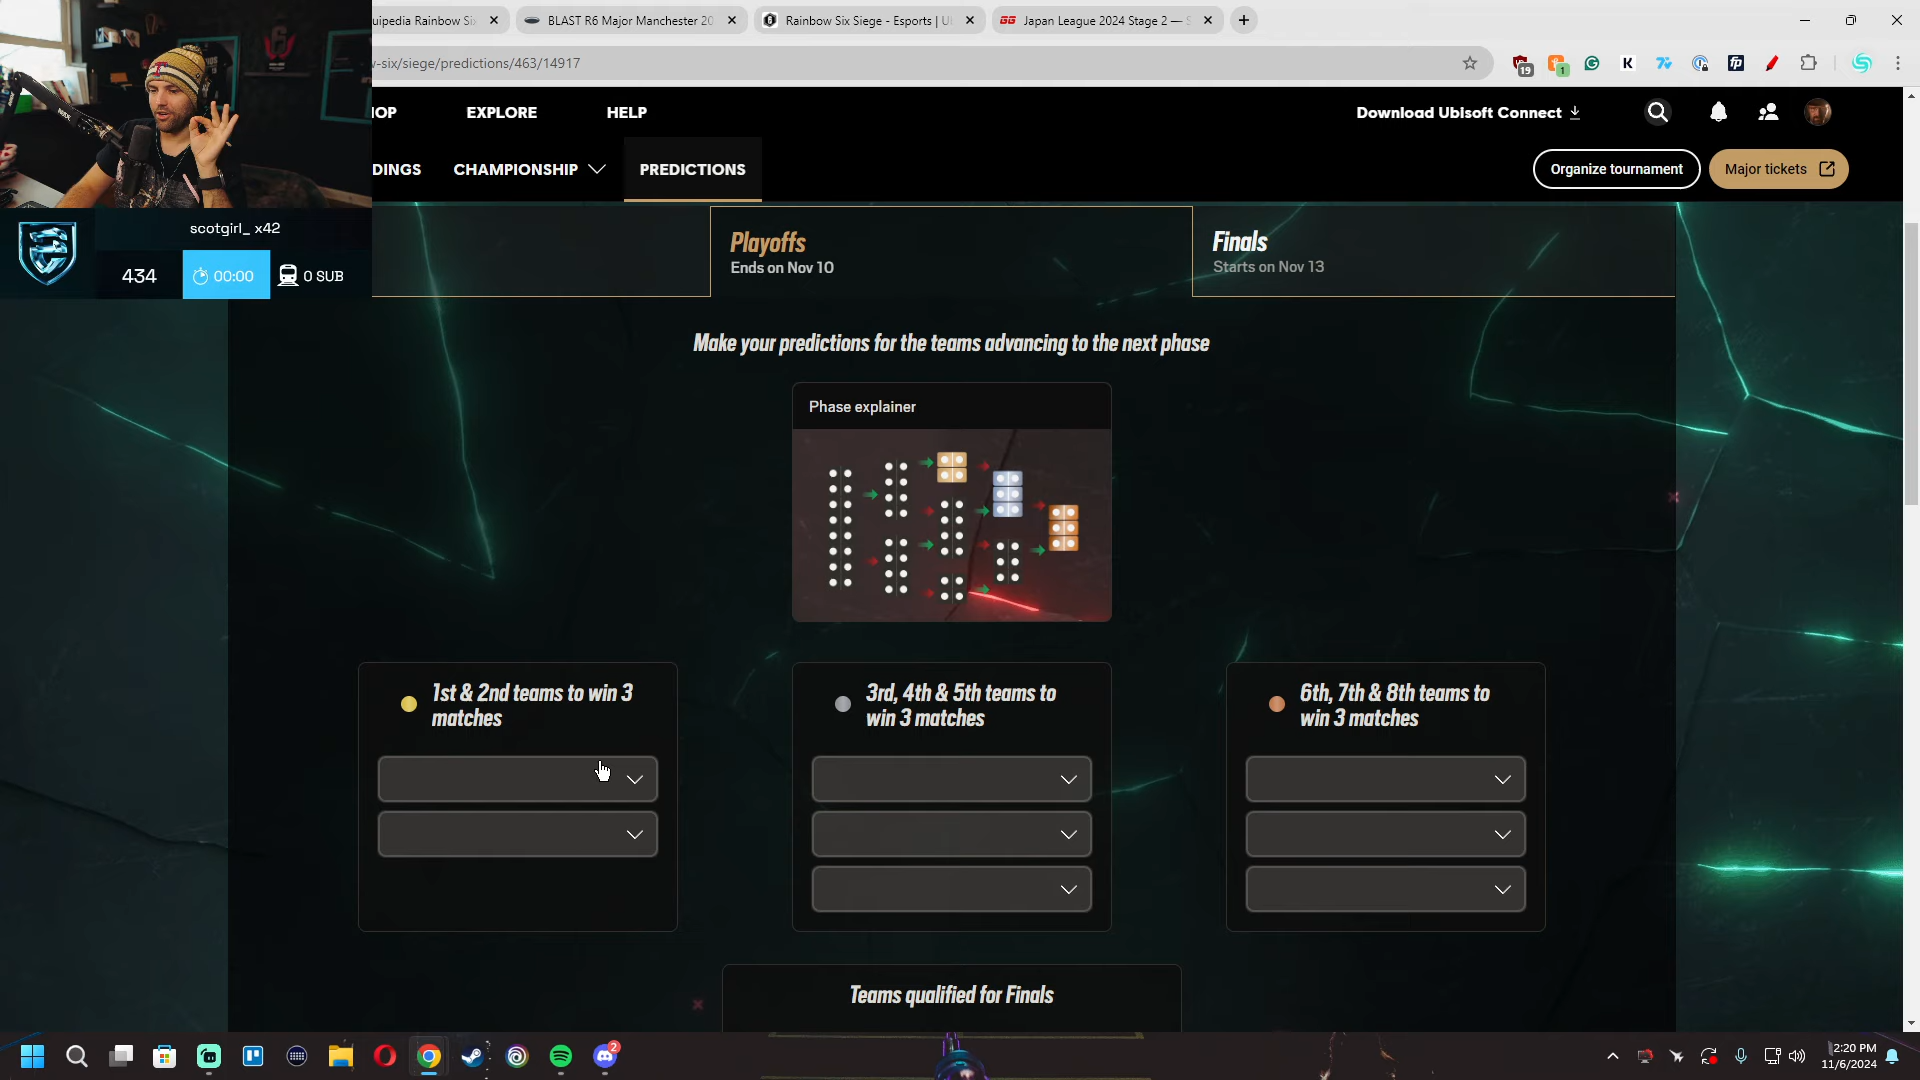 uipedia Rainbow Si
BLAST R6 Major Manchester 20
Rainbow Six Siege - Esports | U
Japan League 2024 Stage 2 — S
-six/siege/predictions/463/14917
19
1
EXPLORE
HELP
Download Ubisoft Connect
DINGS
CHAMPIONSHIP
PREDICTIONS
Organize tournament
Major tickets
scotgirl_ x42
434
00:00
0 SUB
Playoffs
Ends on Nov 10
Finals
Starts on Nov 13
Make your predictions for the teams advancing to the next phase
Phase explainer
1st & 2nd teams to win 3
matches
3rd, 4th & 5th teams to
win 3 matches
6th, 7th & 8th teams to
win 3 matches
Teams qualified for Finals
2
2:20 PM
11/6/2024